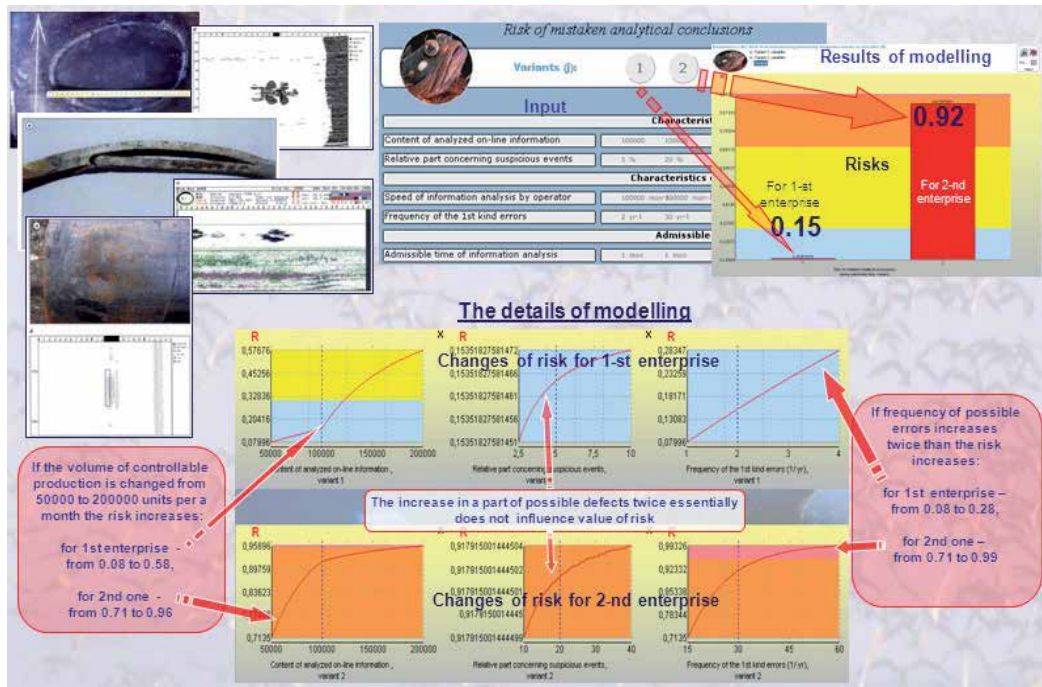 Risk of mistaken analytical conclusions
Variants (j):
1
2
Input
Content of analyzed on-line information
100000
Relative part concerning suspicious events
5 %
20 %
Speed of information analysis by operator
Frequency of the 1st kind errors
2 yr-1
30 yr-1
Admissible
Admissible time of information analysis
Results of modelling
Risks
0.92
For 1-st
enterprise
0.15
For 2-nd
enterprise
The details of modelling
Changes of risk for 1-st enterprise
R
0,57676
0,45256
0,32836
0,20416
0,07996
50000
100000
150000
200000
Content of analyzed on-line information ,
variant 1
x
R
0,15351827581472
0,1535182758146
0,15351827581461
0,15351827581456
0,15351827581451
2,5
5
7,5
10
Relative part concerning suspicious events,
variant 1
x
R
0,28347
0,23259
0,18171
0,13083
0,07996
1
2
3
4
Frequency of the 1st kind errors (1/ yr),
variant 1
If the volume of controllable
production is changed from
50000 to 200000 units per a
month the risk increases:
for 1st enterprise -
from 0.08 to 0.58,
for 2nd one -
from 0.71 to 0.96
The increase in a part of possible defects twice essentially
does not influence value of risk
If frequency of possible
errors increases
twice than the risk
increases:
for 1st enterprise –
from 0.08 to 0.28,
for 2nd one –
from 0.71 to 0.99
Changes of risk for 2-nd enterprise
R
0,95896
0,89759
0,83623
0,7135
50000
100000
150000
200000
Content of analyzed on-line information ,
variant 2
R
0,917915001444504
0,917915001444502
0,9179150014445
0,917915001444499
10
20
30
40
Relative part concerning suspicious events,
variant 2
R
0,99326
0,92332
0,85338
0,78344
0,7135
15
30
45
60
Frequency of the 1st kind errors (1/ yr),
variant 2